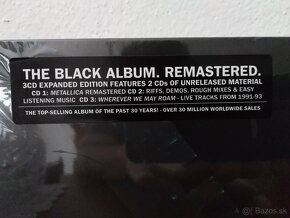 THE BLACK ALBUM. REMASTERED.
3CD EXPANDED EDITION FEATURES 2 CDs OF UNRELEASED MATERIAL
CD 1: METALLICA REMASTERED CD 2: RIFFS, DEMOS, ROUGH MIXES & EASY
LISTENING MUSIC CD 3: WHEREVER WE MAY ROAM - LIVE TRACKS FROM 1991-93
THE TOP-SELLING ALBUM OF THE PAST 30 YEARS! - OVER 30 MILLION WORLDWIDE SALES
Bazoš.sk